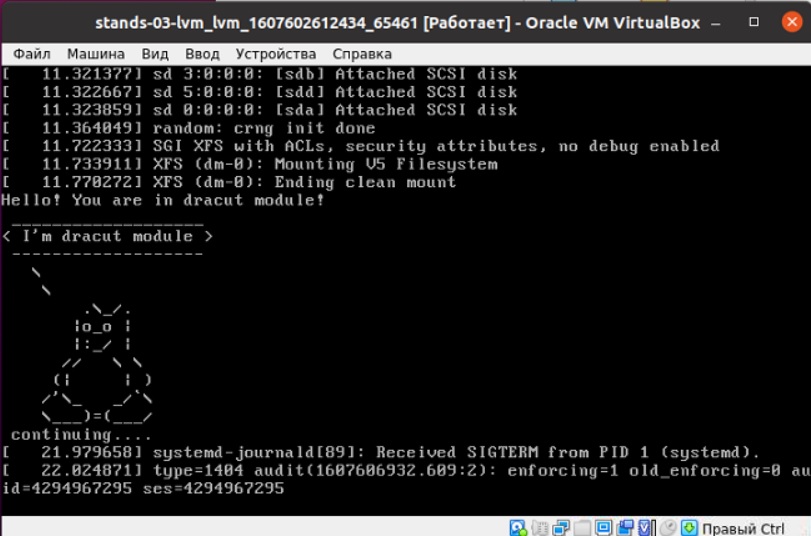 stands-03-lvm_lvm_1607602612434_65461 [Работает] - Oracle VM VirtualBox
Файл Машина Вид Ввод Устройства Справка
[   11.321377] sd 3:0:0:0: [sdb] Attached SCSI disk
[   11.322667] sd 5:0:0:0: [sdd] Attached SCSI disk
[   11.323859] sd 0:0:0:0: [sda] Attached SCSI disk
[   11.364049] random: crng init done
[   11.722333] SGI XFS with ACLs, security attributes, no debug enabled
[   11.733911] XFS (dm-0): Mounting V5 Filesystem
[   11.770272] XFS (dm-0): Ending clean mount
Hello! You are in dracut module!
 ___________________
< I'm dracut module >
 -------------------
   \
    \
        .\_/.
       |o_o |
       |:_/ |
      //   \ \
     (|     | )
    /'\_   _/`\
    \___)=(___/
 continuing....
[   21.979658] systemd-journald[89]: Received SIGTERM from PID 1 (systemd).
[   22.024871] type=1404 audit(1607606932.609:2): enforcing=1 old_enforcing=0 au
id=4294967295 ses=4294967295
Правый Ctrl